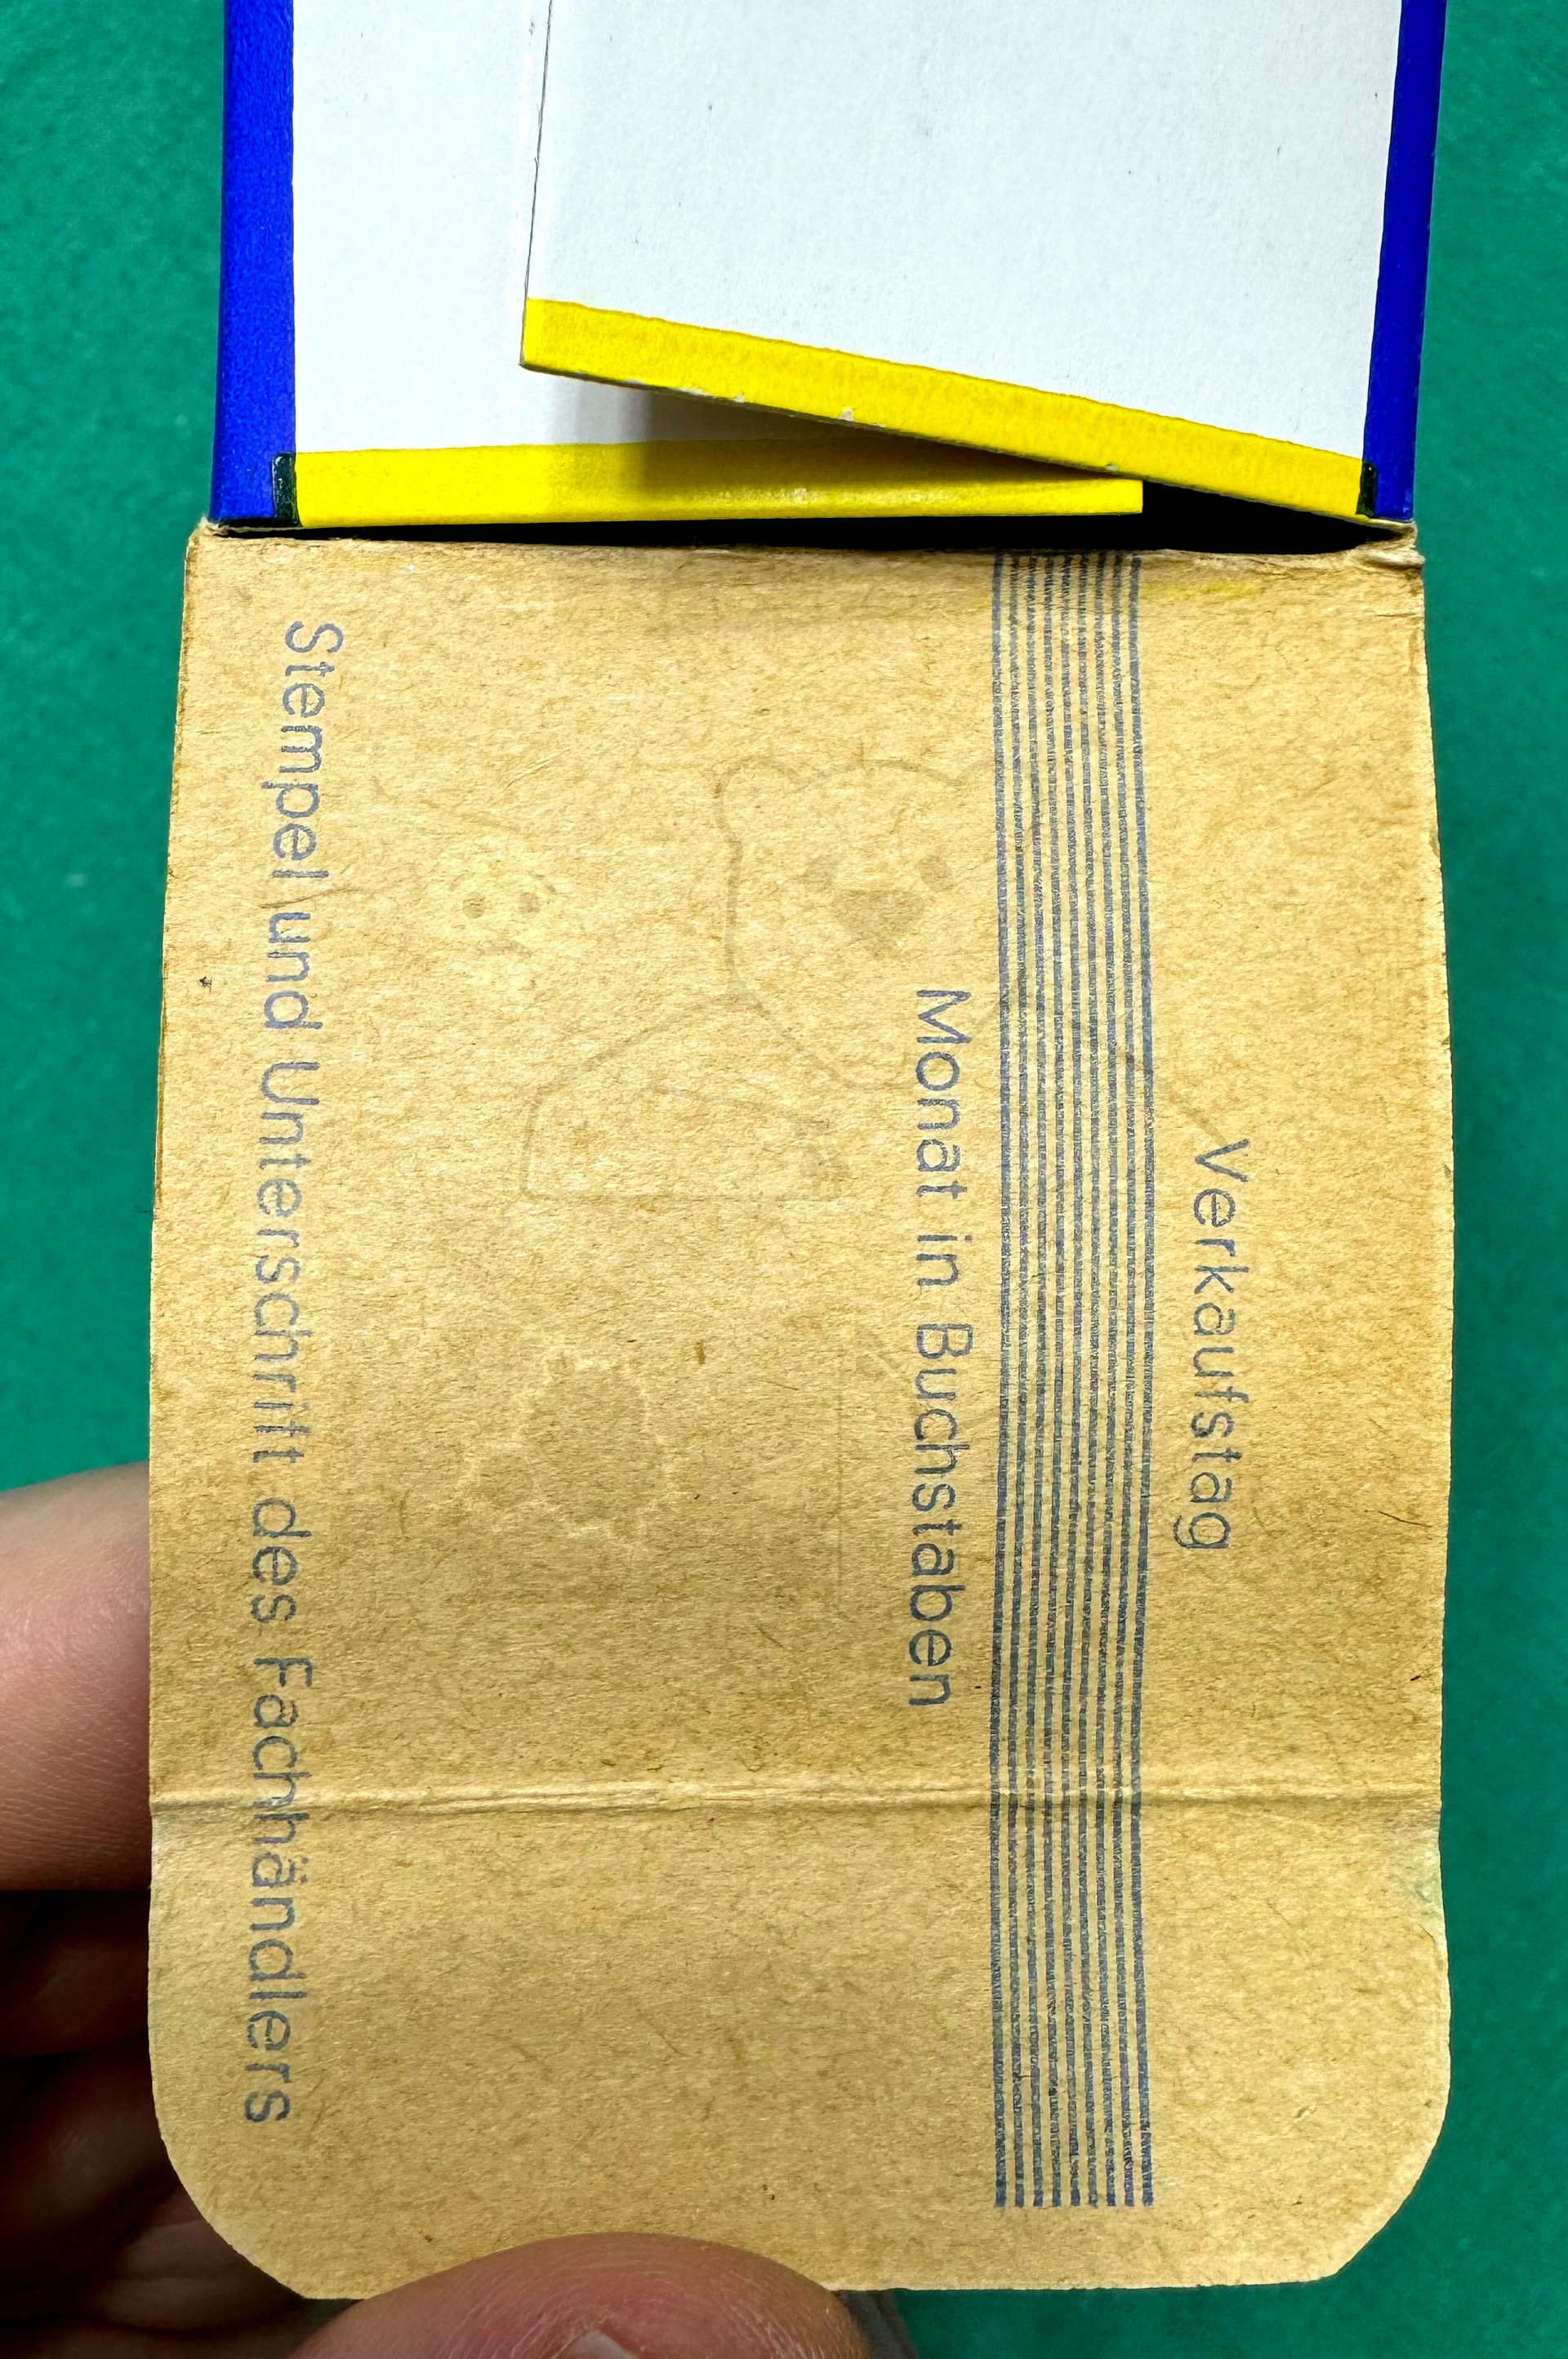 Verkaufstag
Monat in Buchstaben
Stempel und Unterschrift des Fachhändlers